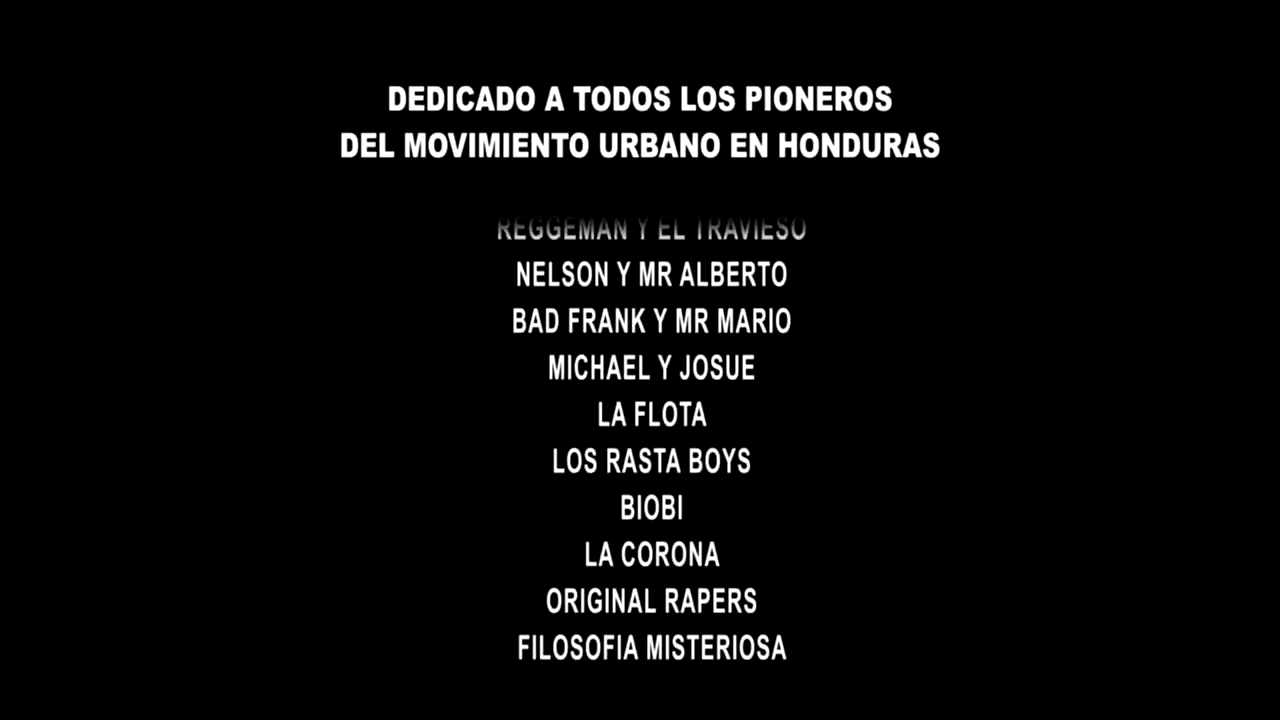 DEDICADO A TODOS LOS PIONEROS
DEL MOVIMIENTO URBANO EN HONDURAS
REGGEMAN Y EL TRAVIESO
NELSON Y MR ALBERTO
BAD FRANK Y MR MARIO
MICHAEL Y JOSUE
LA FLOTA
LOS RASTA BOYS
BIOBI
LA CORONA
ORIGINAL RAPERS
FILOSOFIA MISTERIOSA